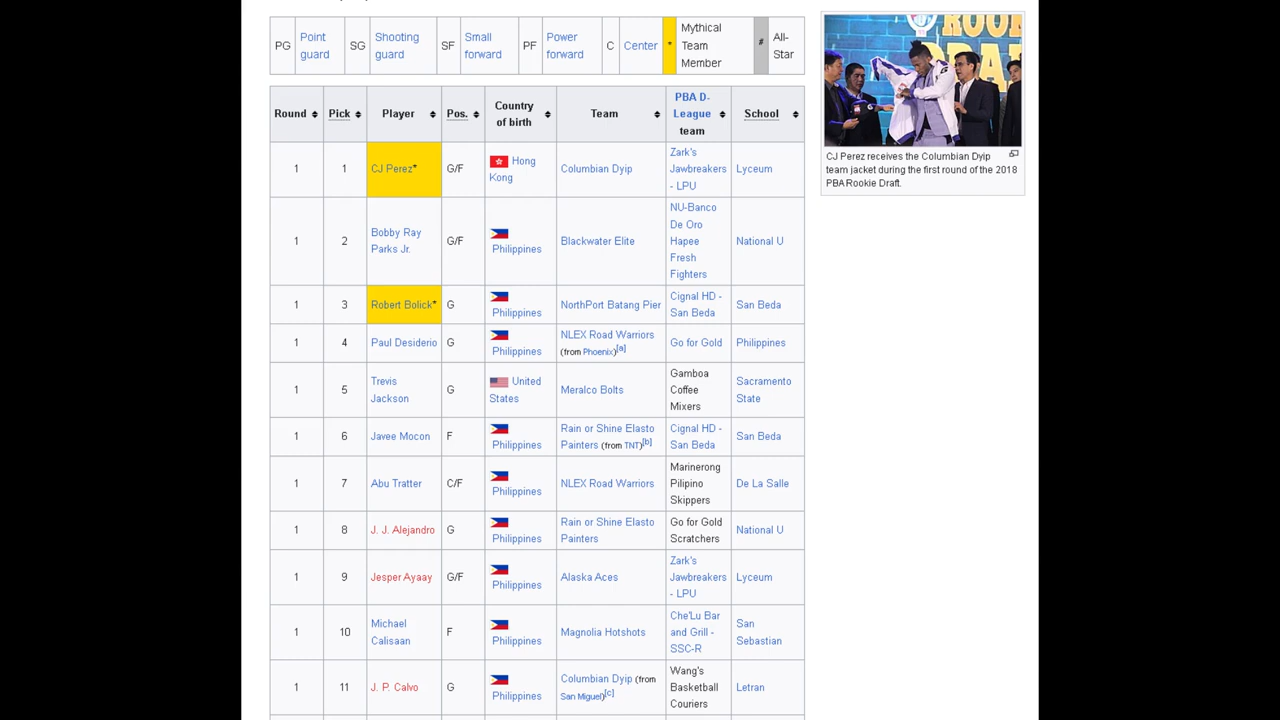 PG Point guard SG Shooting guard SF Small forward PF Power forward C Center * Mythical Team Member # All-Star
Round Pick Player Pos. Country of birth Team PBA D-League team School
1 1 CJ Perez* G/F Hong Kong Columbian Dyip Zark's Jawbreakers - LPU Lyceum
1 2 Bobby Ray Parks Jr. G/F Philippines Blackwater Elite NU-Banco De Oro Hapee Fresh Fighters National U
1 3 Robert Bolick* G Philippines NorthPort Batang Pier Cignal HD - San Beda San Beda
1 4 Paul Desiderio G Philippines NLEX Road Warriors (from Phoenix)[a] Go for Gold Philippines
1 5 Trevis Jackson G United States Meralco Bolts Gamboa Coffee Mixers Sacramento State
1 6 Javee Mocon F Philippines Rain or Shine Elasto Painters (from TNT)[b] Cignal HD - San Beda San Beda
1 7 Abu Tratter C/F Philippines NLEX Road Warriors Marinerong Pilipino Skippers De La Salle
1 8 J. J. Alejandro G Philippines Rain or Shine Elasto Painters Go for Gold Scratchers National U
1 9 Jesper Ayaay G/F Philippines Alaska Aces Zark's Jawbreakers - LPU Lyceum
1 10 Michael Calisaan F Philippines Magnolia Hotshots Che'Lu Bar and Grill - SSC-R San Sebastian
1 11 J. P. Calvo G Philippines Columbian Dyip (from San Miguel)[c] Wang's Basketball Couriers Letran
CJ Perez receives the Columbian Dyip
team jacket during the first round of the 2018
PBA Rookie Draft.